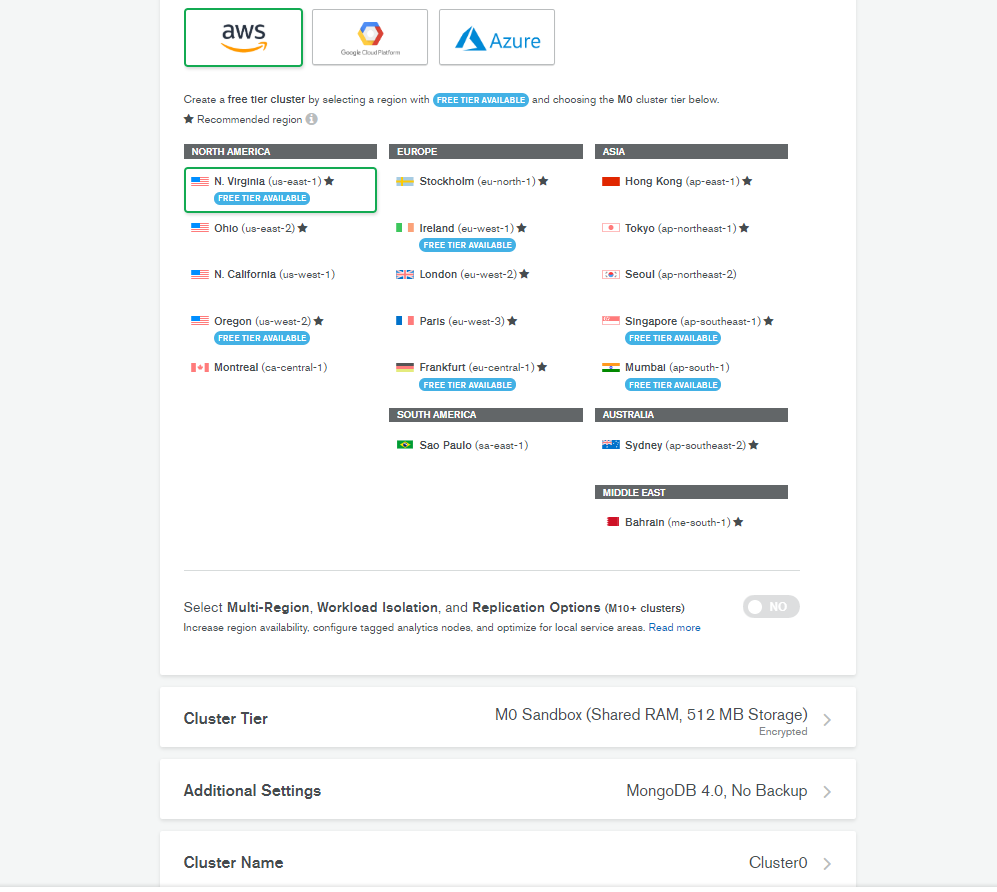 aws
Google Cloud Platform
Azure
Create a free tier cluster by selecting a region with FREE TIER AVAILABLE and choosing the M0 cluster tier below.
★ Recommended region i
NORTH AMERICA
N. Virginia (us-east-1) ★
FREE TIER AVAILABLE
Ohio (us-east-2) ★
N. California (us-west-1)
Oregon (us-west-2) ★
FREE TIER AVAILABLE
Montreal (ca-central-1)
EUROPE
Stockholm (eu-north-1) ★
Ireland (eu-west-1) ★
FREE TIER AVAILABLE
London (eu-west-2) ★
Paris (eu-west-3) ★
Frankfurt (eu-central-1) ★
FREE TIER AVAILABLE
SOUTH AMERICA
Sao Paulo (sa-east-1)
ASIA
Hong Kong (ap-east-1) ★
Tokyo (ap-northeast-1) ★
Seoul (ap-northeast-2)
Singapore (ap-southeast-1) ★
FREE TIER AVAILABLE
Mumbai (ap-south-1)
FREE TIER AVAILABLE
AUSTRALIA
Sydney (ap-southeast-2) ★
MIDDLE EAST
Bahrain (me-south-1) ★
Select Multi-Region, Workload Isolation, and Replication Options (M10+ clusters)
NO
Increase region availability, configure tagged analytics nodes, and optimize for local service areas. Read more
Cluster Tier
M0 Sandbox (Shared RAM, 512 MB Storage)
Encrypted
Additional Settings
MongoDB 4.0, No Backup
Cluster Name
Cluster0